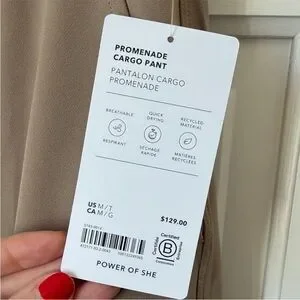 PROMENADE
CARGO PANT
PANTALON CARGO
PROMENADE
BREATHABLE
RESPIRANT
QUICK
DRYING
SÉCHAGE
RAPIDE
RECYCLED
MATERIAL
MATIÈRES
RECYCLÉES
US M / T
CA M / G
$129.00
Certified
B
Corporation
POWER OF SHE